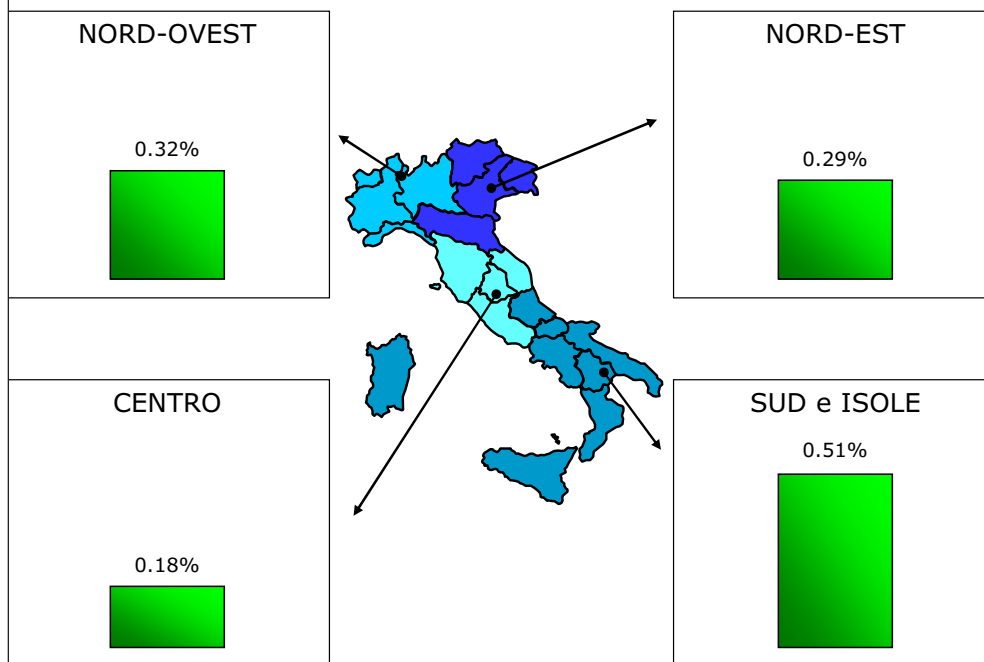 NORD-OVEST
0.32%
NORD-EST
0.29%
CENTRO
0.18%
SUD e ISOLE
0.51%